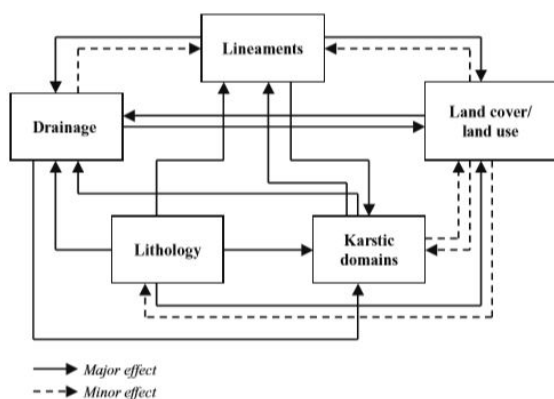 Lineaments
Drainage
Land cover/
land use
Lithology
Karstic
domains
Major effect
Minor effect